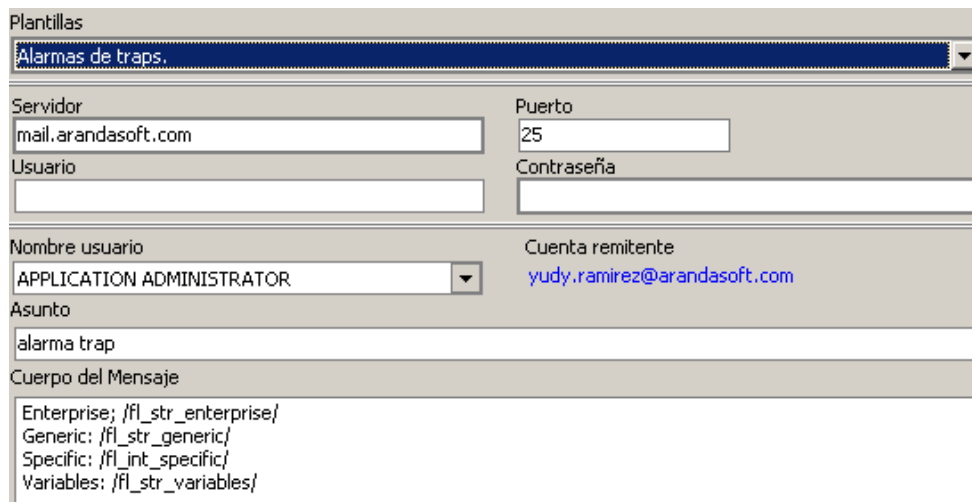 Plantillas
Alarmas de traps.
Servidor Puerto
mail.arandasoft.com 25
Usuario Contraseña
Nombre usuario Cuenta remitente
APPLICATION ADMINISTRATOR yudy.ramirez@arandasoft.com
Asunto
alarma trap
Cuerpo del Mensaje
Enterprise; /fl_str_enterprise/
Generic: /fl_str_generic/
Specific: /fl_int_specific/
Variables: /fl_str_variables/